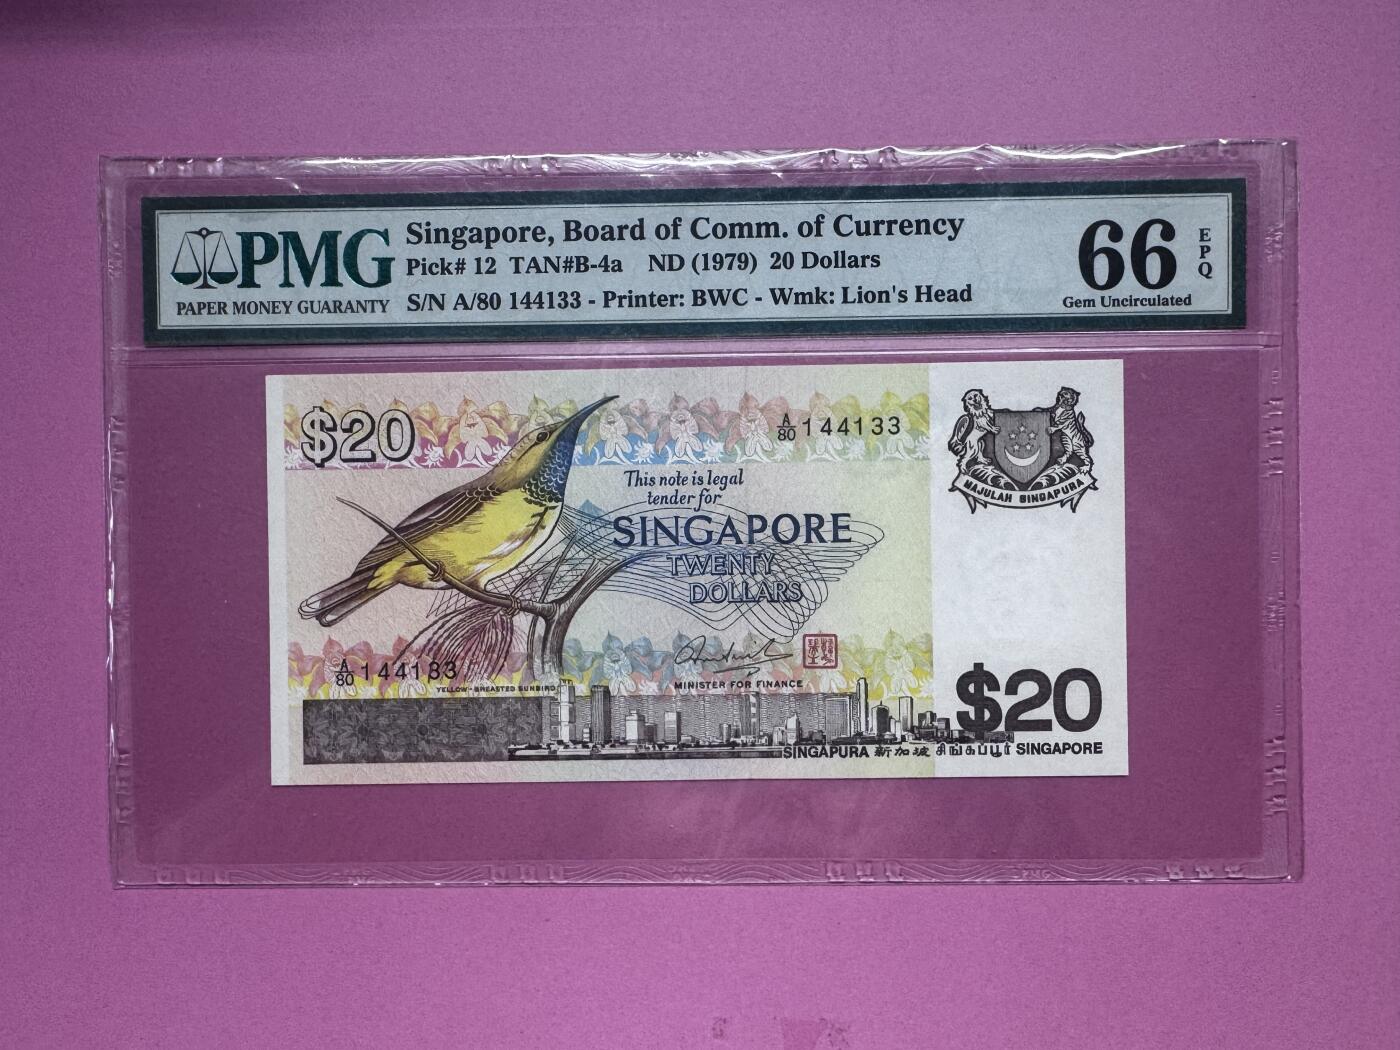 PMG
PAPER MONEY GUARANTY
Singapore, Board of Comm. of Currency
Pick# 12 TAN#B-4a ND (1979) 20 Dollars
S/N A/80 144133 - Printer: BWC - Wmk: Lion's Head
66
EPQ
Gem Uncirculated
$20
A/80 144133
MAJULAH SINGAPURA
This note is legal
tender for
SINGAPORE
TWENTY
DOLLARS
A/80 144133
YELLOW-BREASTED SUNBIRD
MINISTER FOR FINANCE
$20
SINGAPURA 新加坡 சிங்கப்பூர் SINGAPORE